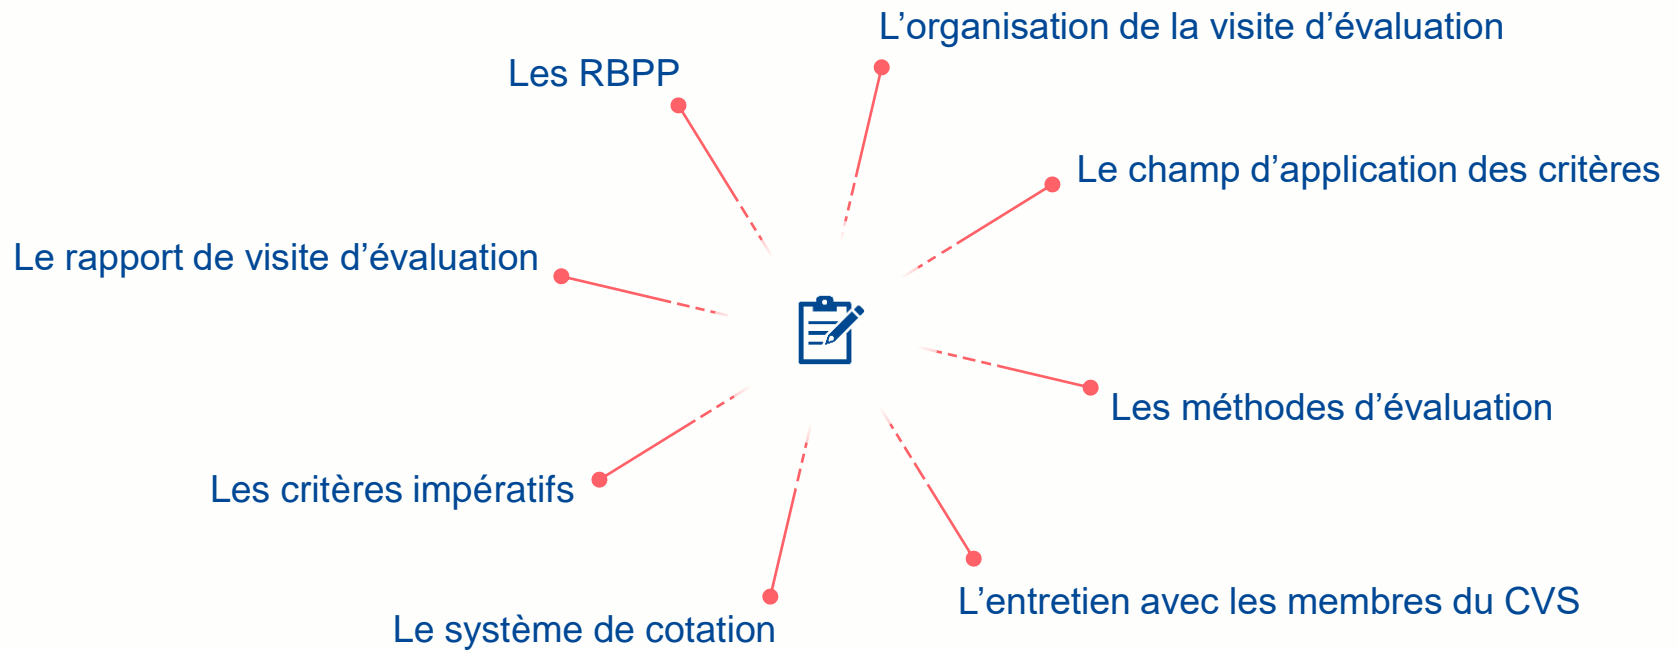 L’organisation de la visite d’évaluation
Les RBPP
Le champ d’application des critères
Le rapport de visite d’évaluation
Les méthodes d’évaluation
Les critères impératifs
L’entretien avec les membres du CVS
Le système de cotation